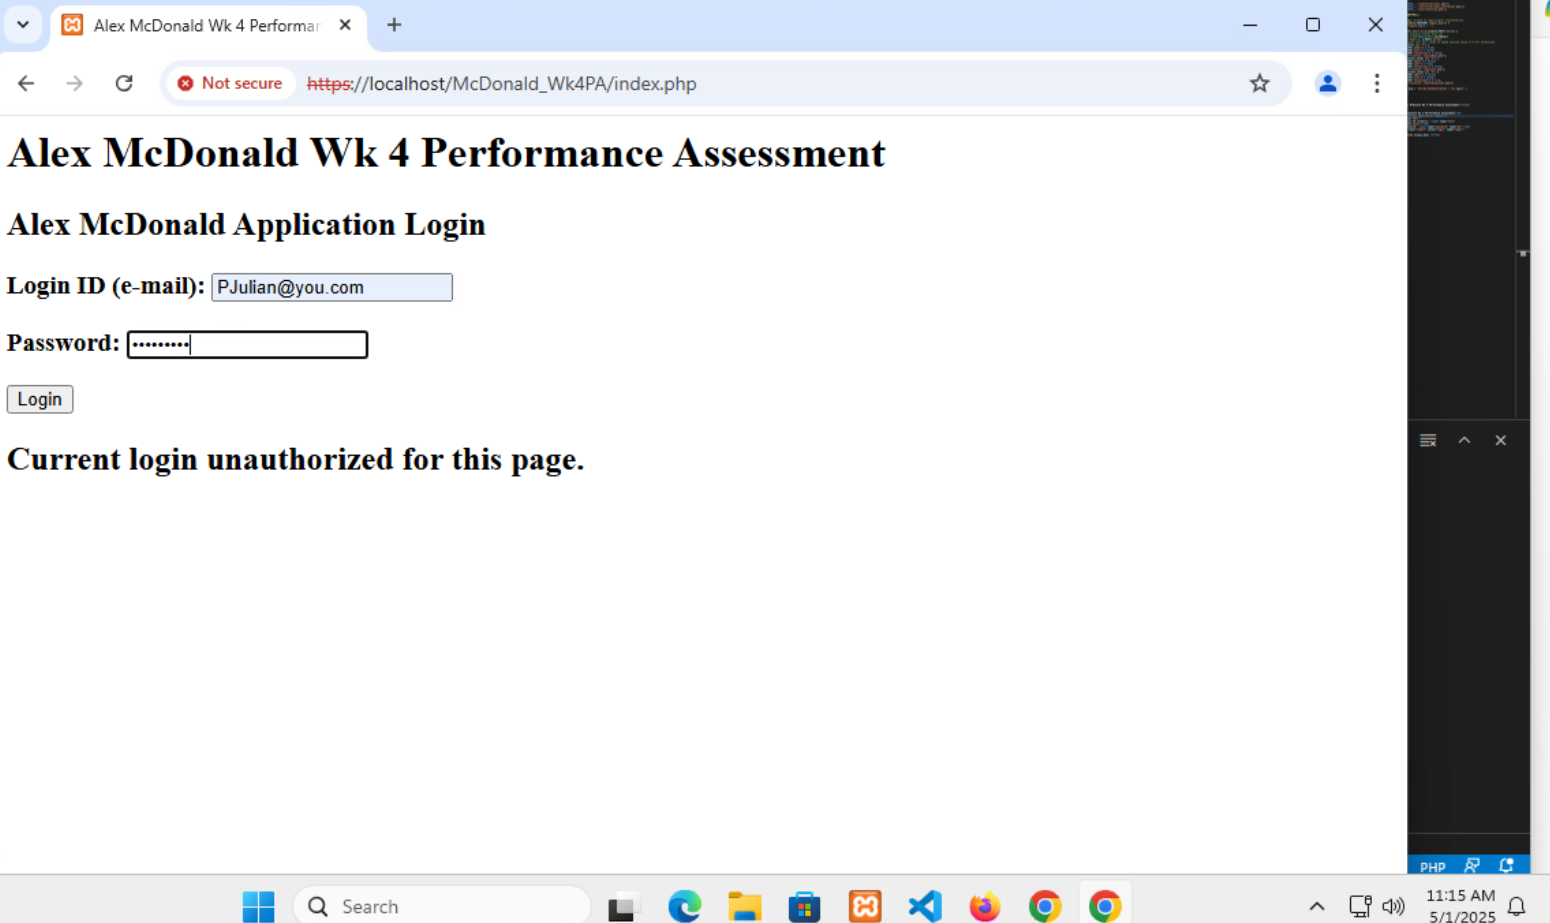 Alex McDonald Wk 4 Performan
Not secure
https://localhost/McDonald_Wk4PA/index.php
Alex McDonald Wk 4 Performance Assessment
Alex McDonald Application Login
Login ID (e-mail): PJulian@you.com
Password: •••••••••
Login
Current login unauthorized for this page.
PHP
Search
11:15 AM
5/1/2025